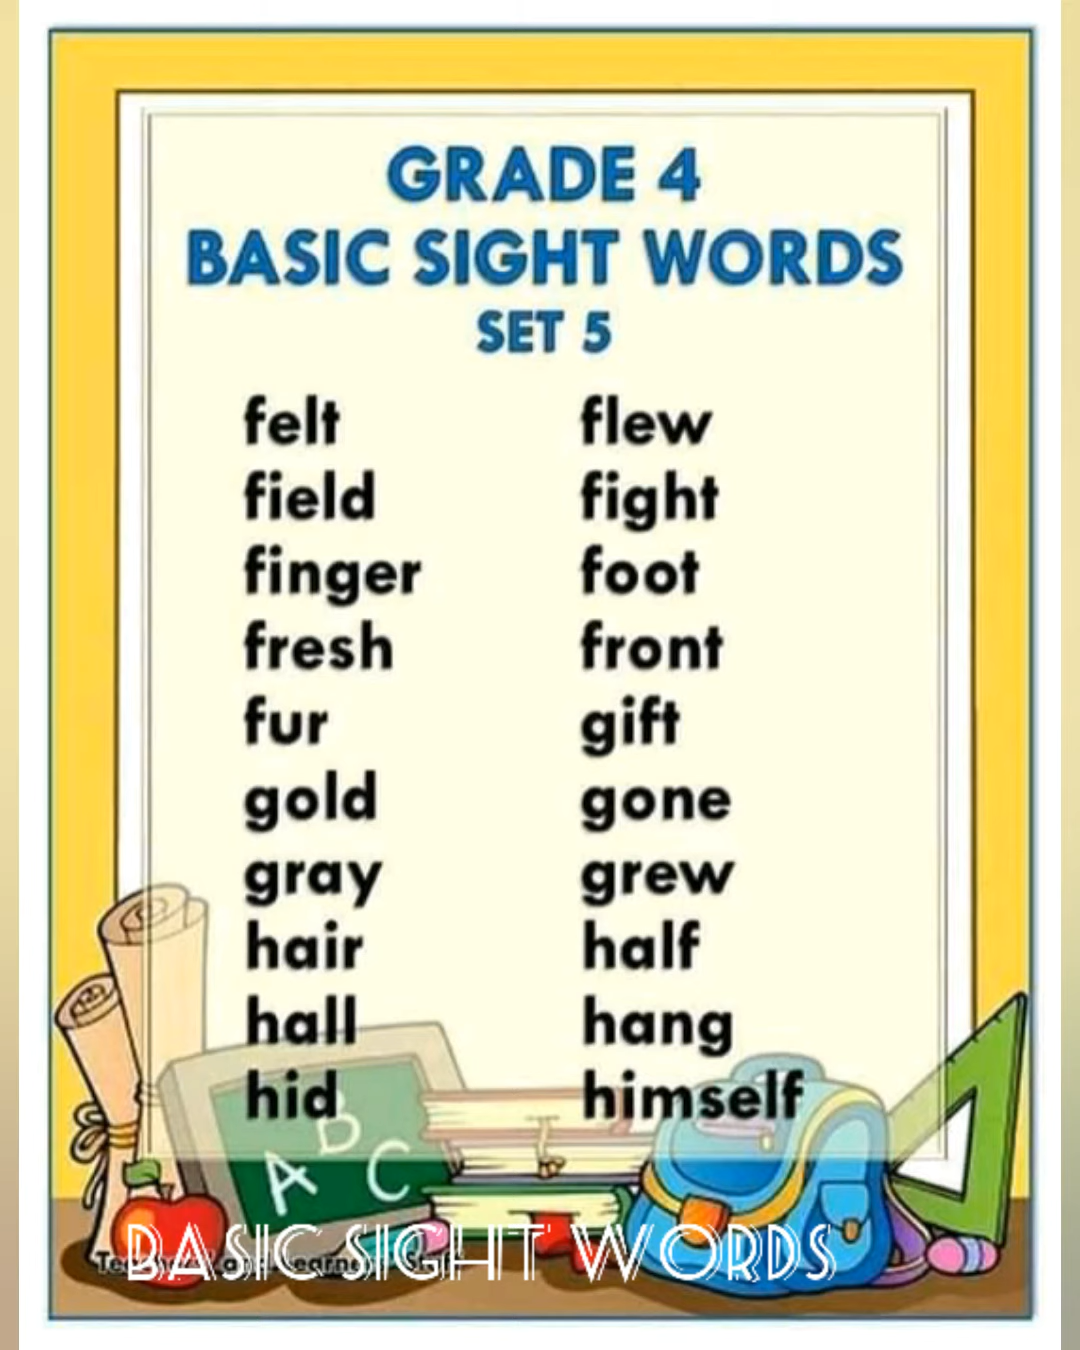 GRADE 4
BASIC SIGHT WORDS
SET 5
felt flew
field fight
finger foot
fresh front
fur gift
gold gone
gray grew
hair half
hall hang
hid himself
B
A C
BASIC SIGHT WORDS